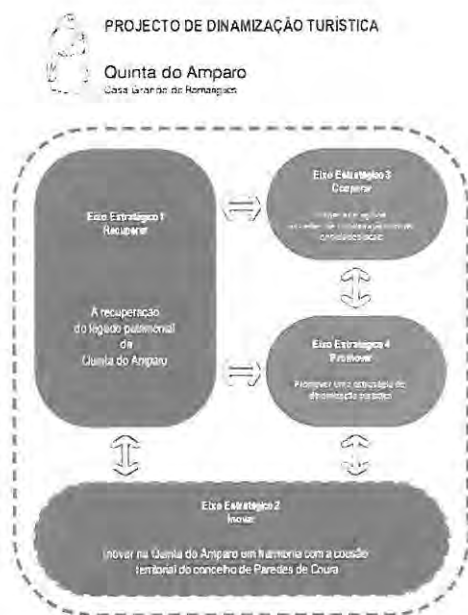 PROJECTO DE DINAMIZAÇÃO TURÍSTICA
Quinta do Amparo
Casa Grande de Romarigães
Eixo Estratégico 1
Recuperar
A recuperação
do legado patrimonial
da
Quinta do Amparo
Eixo Estratégico 3
Cooperar
entidades locais
Eixo Estratégico 4
Promover
Promover uma estratégia de
dinamização turística
Eixo Estratégico 2
Inovar
Inovar na Quinta do Amparo em harmonia com a coesão
territorial do concelho de Paredes de Coura